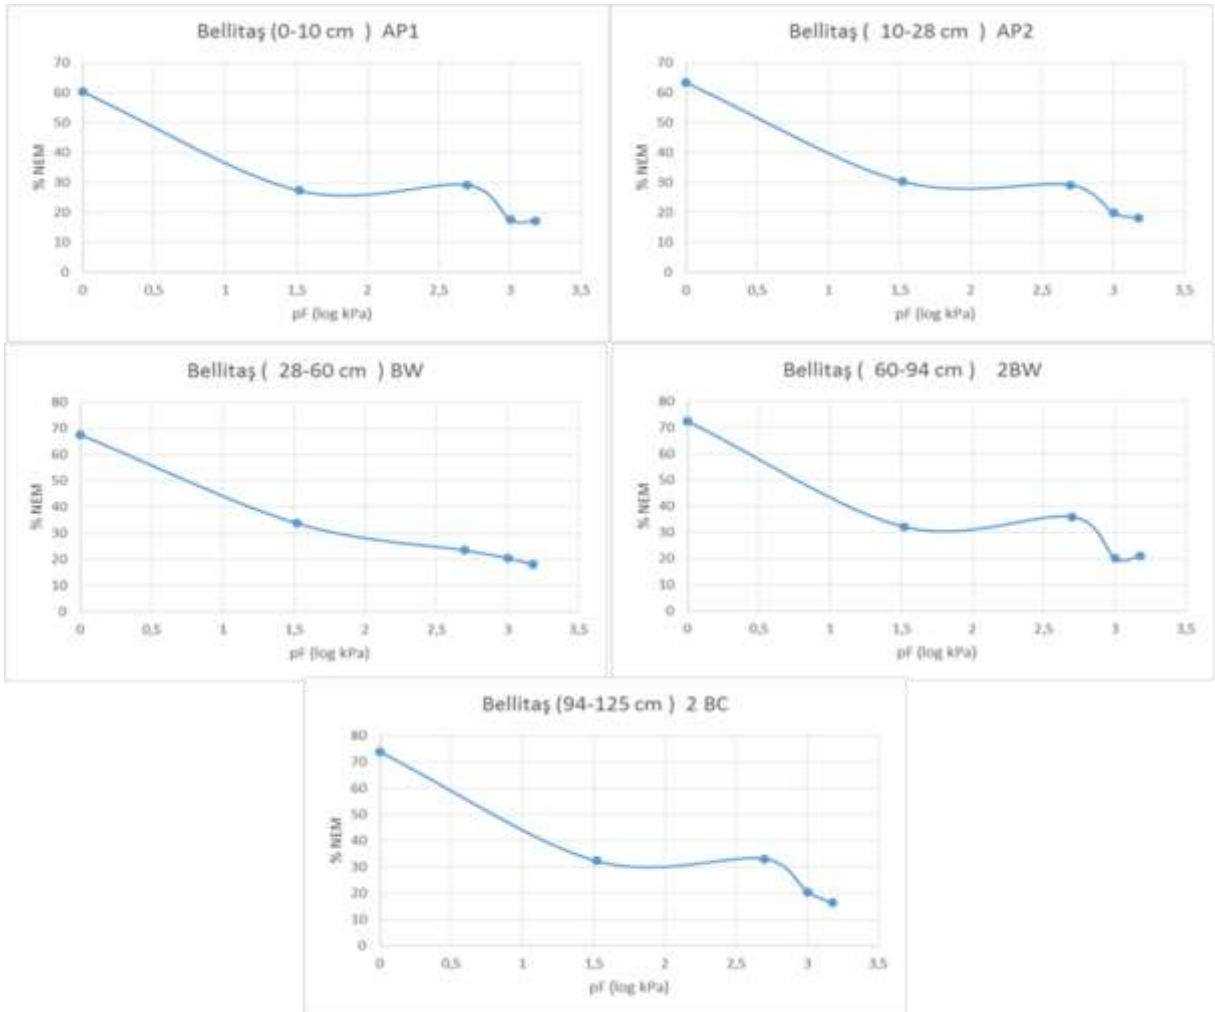 Bellitaş (0-10 cm ) AP1
70
60
50
40
30
20
10
0
% NEM
0 0,5 1 1,5 2 2,5 3 3,5
pF (log kPa)
Bellitaş ( 10-28 cm ) AP2
70
60
50
40
30
20
10
0
% NEM
0 0,5 1 1,5 2 2,5 3 3,5
pF (log kPa)
Bellitaş ( 28-60 cm ) BW
80
70
60
50
40
30
20
10
0
% NEM
0 0,5 1 1,5 2 2,5 3 3,5
pF (log kPa)
Bellitaş ( 60-94 cm ) 2BW
80
70
60
50
40
30
20
10
0
% NEM
0 0,5 1 1,5 2 2,5 3 3,5
pF (log kPa)
Bellitaş (94-125 cm ) 2 BC
80
70
60
50
40
30
20
10
0
% NEM
0 0,5 1 1,5 2 2,5 3 3,5
pF (log kPa)